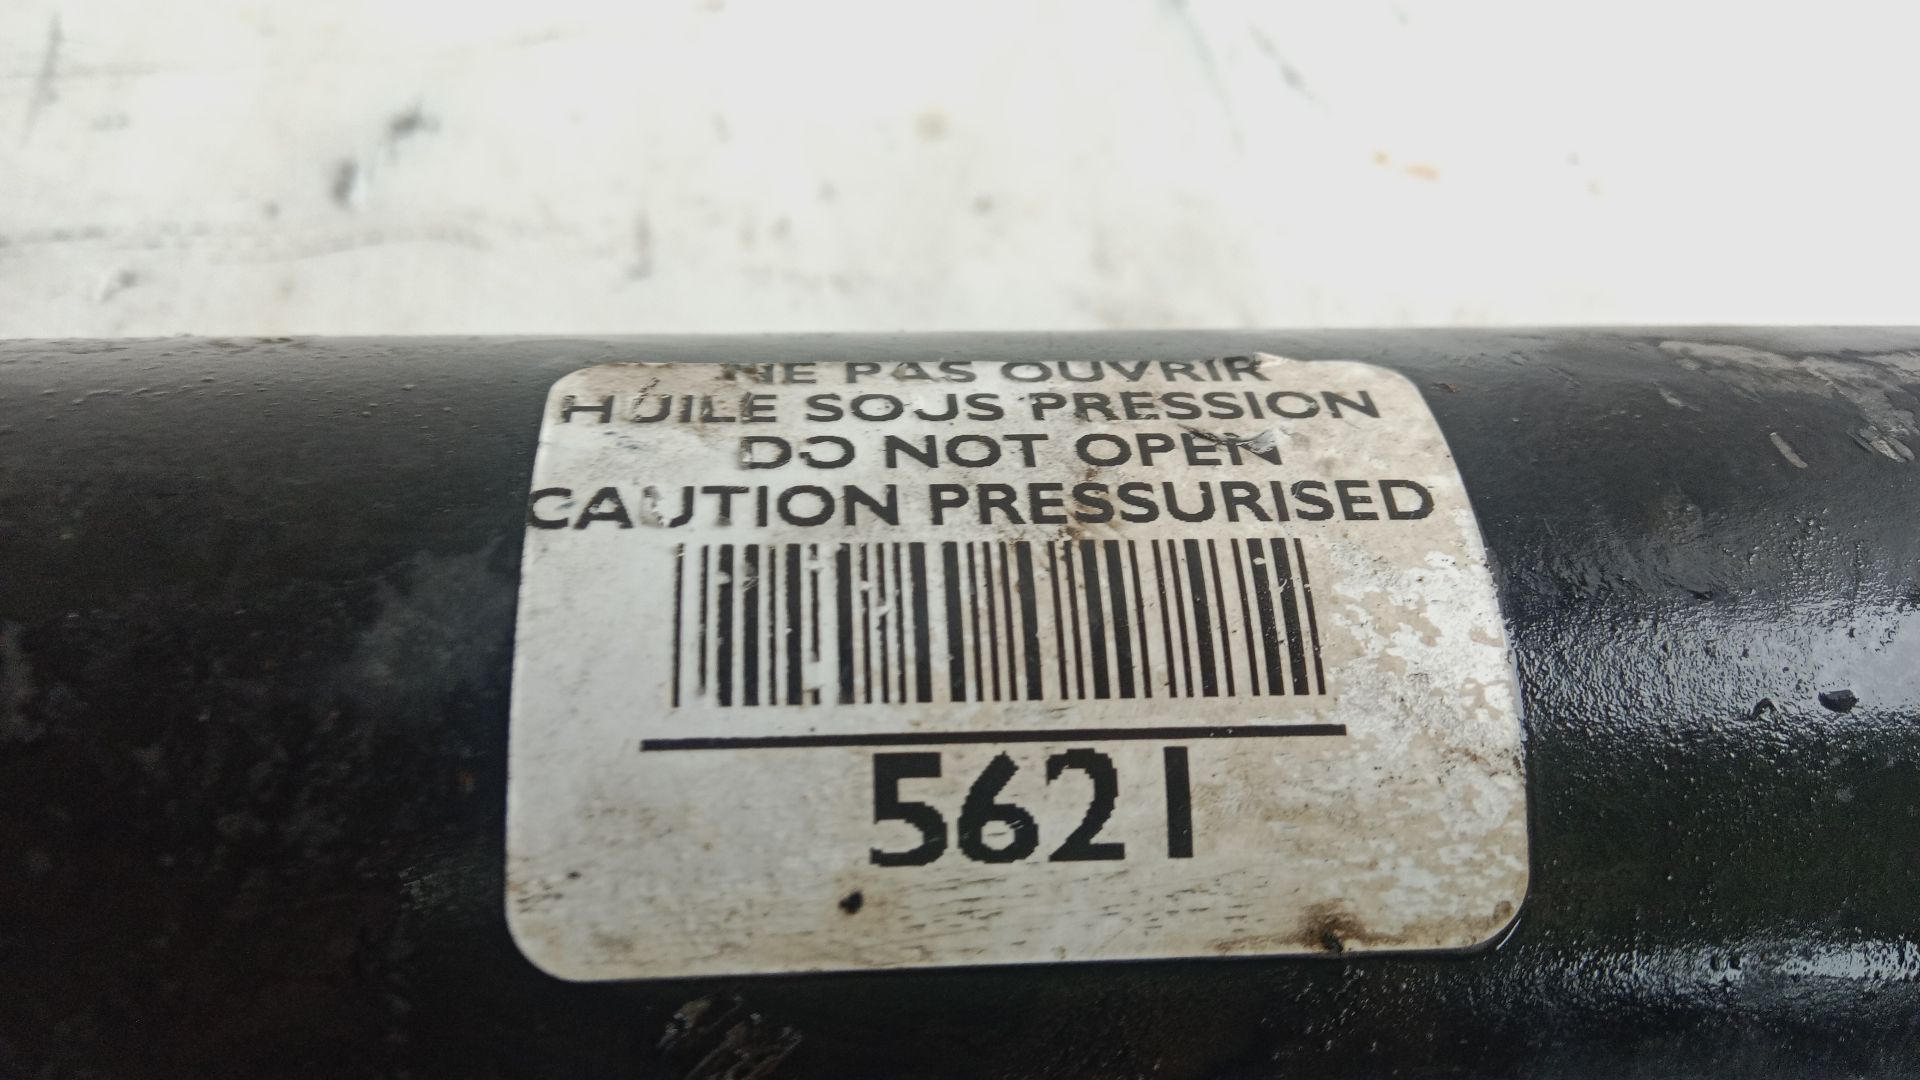 NE PAS OUVRIR
HUILE SOUS PRESSION
DO NOT OPEN
CAUTION PRESSURISED
5621